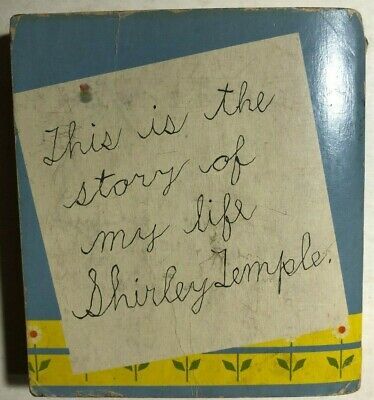 This is the
story of
my life
Shirley Temple.